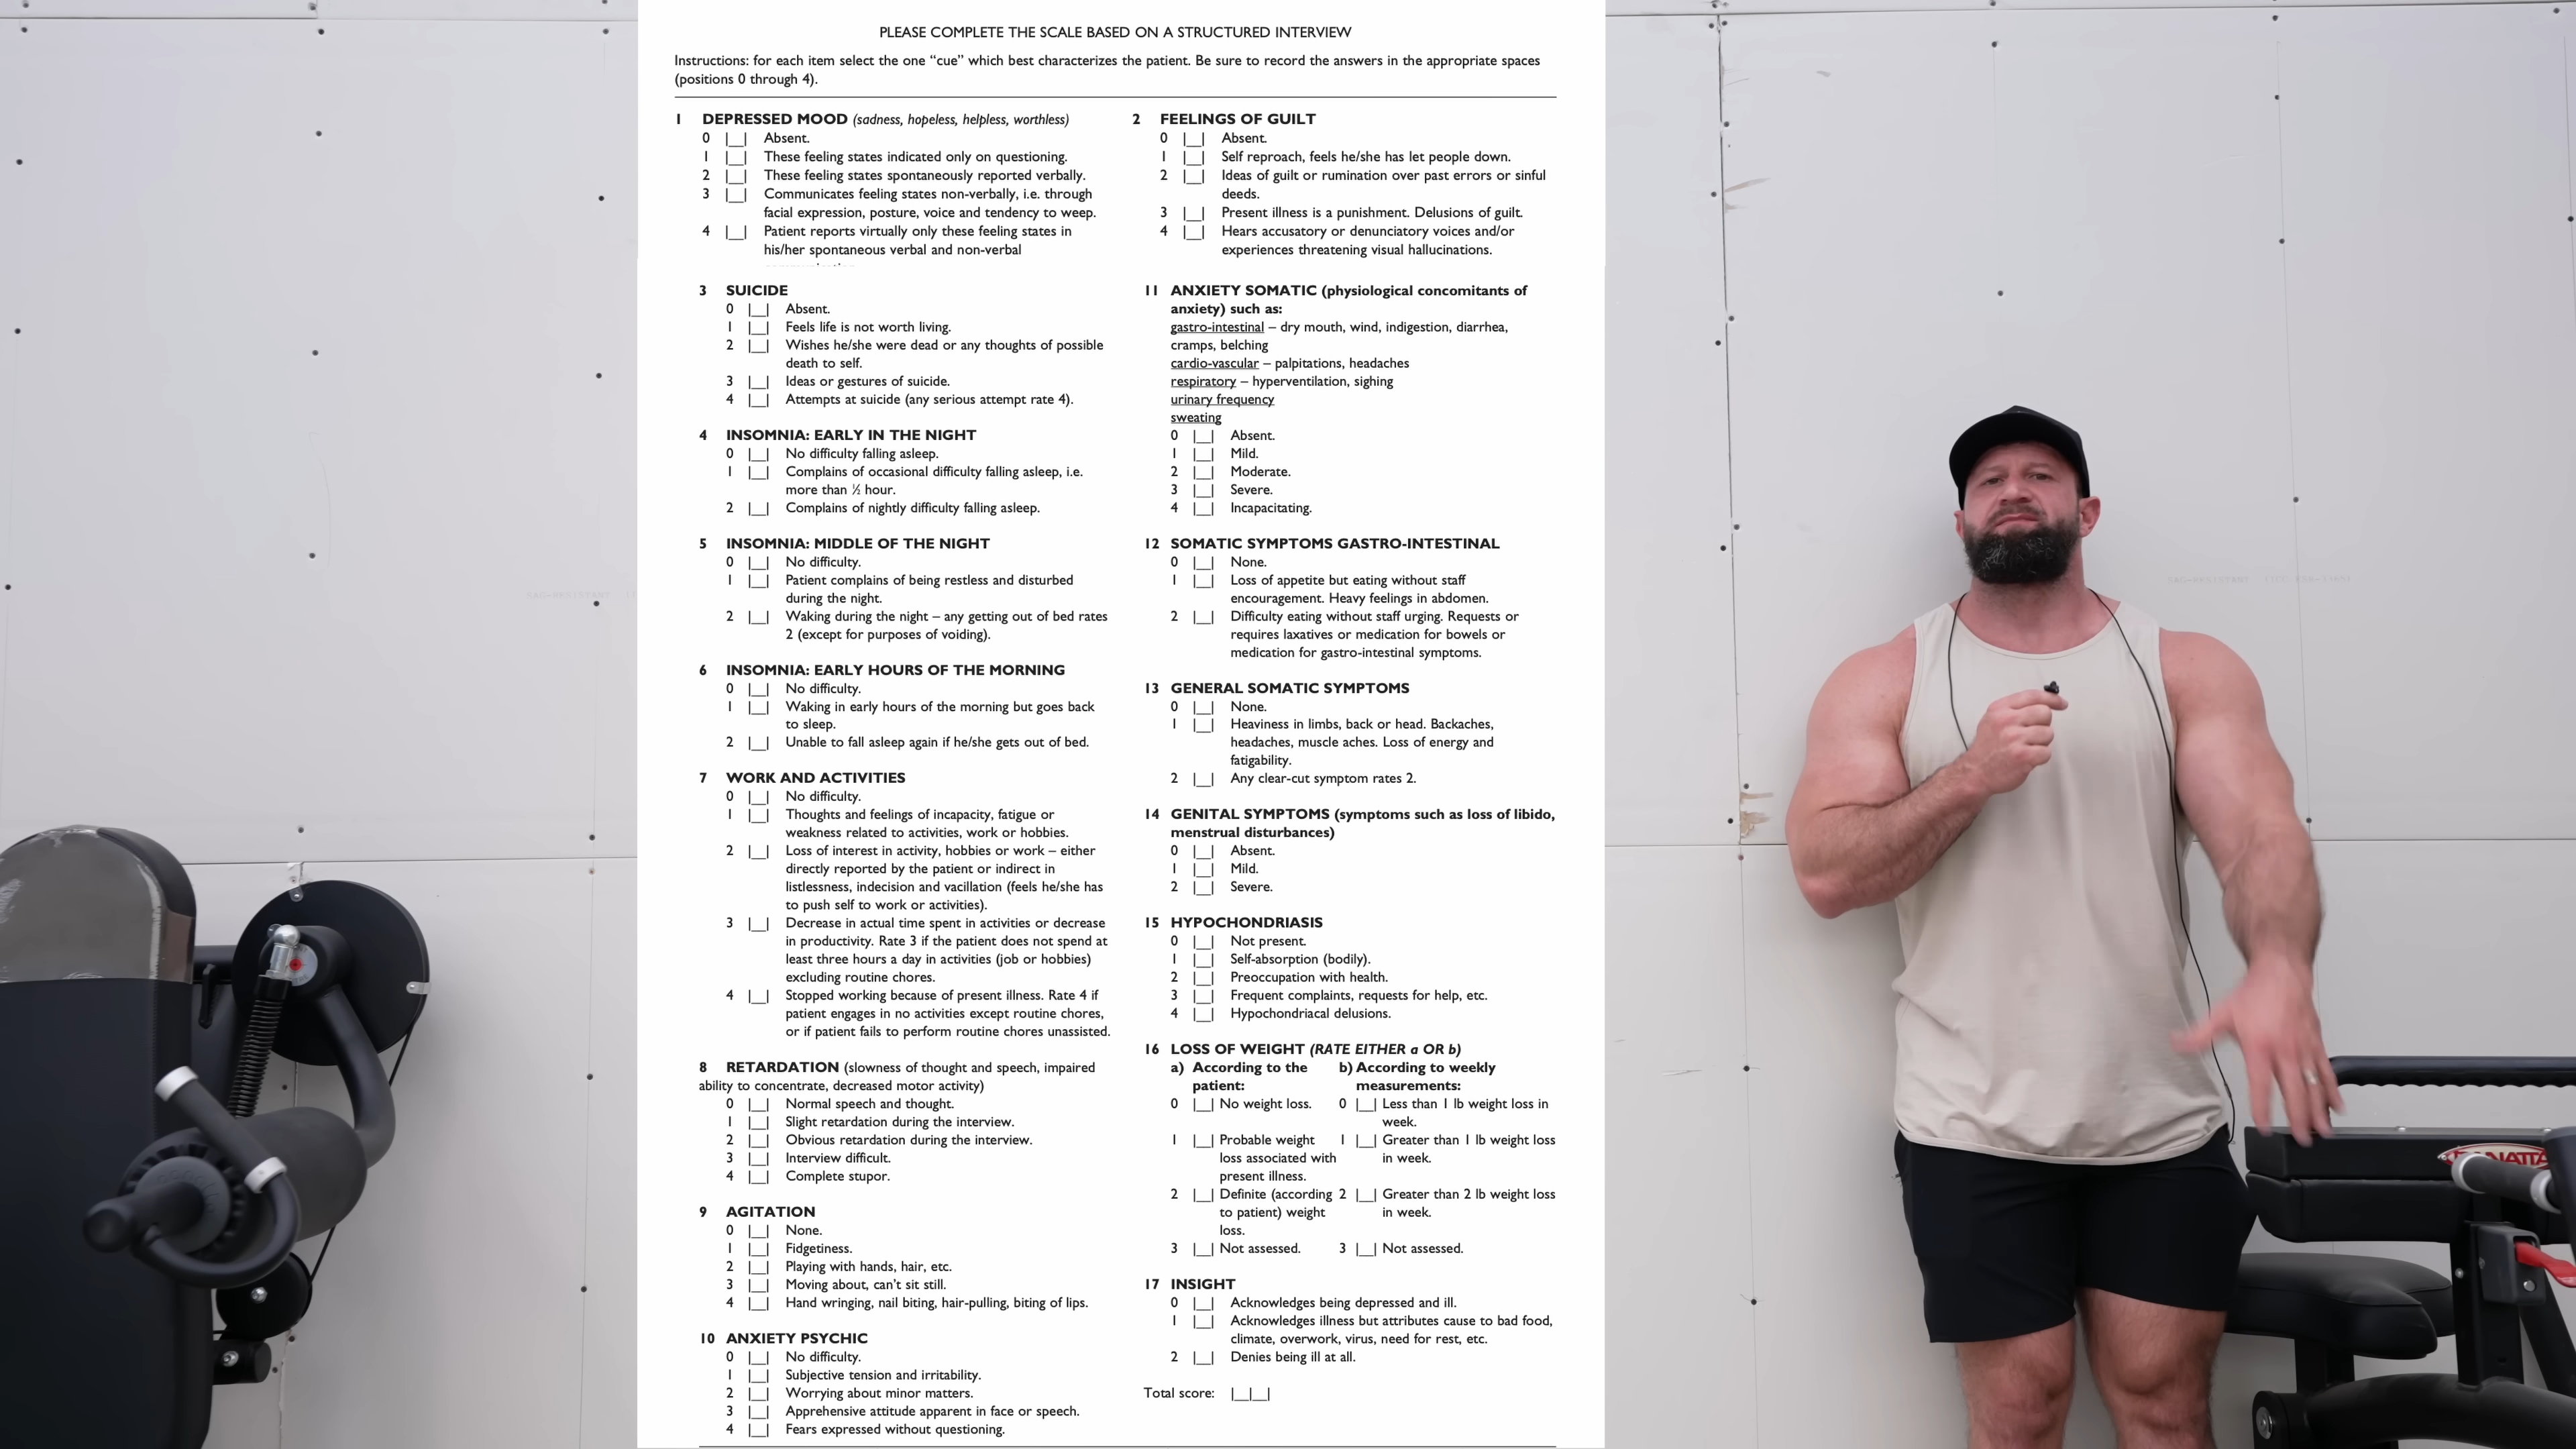 PLEASE COMPLETE THE SCALE BASED ON A STRUCTURED INTERVIEW
Instructions: for each item select the one “cue” which best characterizes the patient. Be sure to record the answers in the appropriate spaces
(positions 0 through 4).
1 DEPRESSED MOOD (sadness, hopeless, helpless, worthless)
0 |__| Absent.
1 |__| These feeling states indicated only on questioning.
2 |__| These feeling states spontaneously reported verbally.
3 |__| Communicates feeling states non-verbally, i.e. through
facial expression, posture, voice and tendency to weep.
4 |__| Patient reports virtually only these feeling states in
his/her spontaneous verbal and non-verbal
2 FEELINGS OF GUILT
0 |__| Absent.
1 |__| Self reproach, feels he/she has let people down.
2 |__| Ideas of guilt or rumination over past errors or sinful
deeds.
3 |__| Present illness is a punishment. Delusions of guilt.
4 |__| Hears accusatory or denunciatory voices and/or
experiences threatening visual hallucinations.
3 SUICIDE
0 |__| Absent.
1 |__| Feels life is not worth living.
2 |__| Wishes he/she were dead or any thoughts of possible
death to self.
3 |__| Ideas or gestures of suicide.
4 |__| Attempts at suicide (any serious attempt rate 4).
4 INSOMNIA: EARLY IN THE NIGHT
0 |__| No difficulty falling asleep.
1 |__| Complains of occasional difficulty falling asleep, i.e.
more than ½ hour.
2 |__| Complains of nightly difficulty falling asleep.
5 INSOMNIA: MIDDLE OF THE NIGHT
0 |__| No difficulty.
1 |__| Patient complains of being restless and disturbed
during the night.
2 |__| Waking during the night – any getting out of bed rates
2 (except for purposes of voiding).
6 INSOMNIA: EARLY HOURS OF THE MORNING
0 |__| No difficulty.
1 |__| Waking in early hours of the morning but goes back
to sleep.
2 |__| Unable to fall asleep again if he/she gets out of bed.
7 WORK AND ACTIVITIES
0 |__| No difficulty.
1 |__| Thoughts and feelings of incapacity, fatigue or
weakness related to activities, work or hobbies.
2 |__| Loss of interest in activity, hobbies or work – either
directly reported by the patient or indirect in
listlessness, indecision and vacillation (feels he/she has
to push self to work or activities).
3 |__| Decrease in actual time spent in activities or decrease
in productivity. Rate 3 if the patient does not spend at
least three hours a day in activities (job or hobbies)
excluding routine chores.
4 |__| Stopped working because of present illness. Rate 4 if
patient engages in no activities except routine chores,
or if patient fails to perform routine chores unassisted.
8 RETARDATION (slowness of thought and speech, impaired
ability to concentrate, decreased motor activity)
0 |__| Normal speech and thought.
1 |__| Slight retardation during the interview.
2 |__| Obvious retardation during the interview.
3 |__| Interview difficult.
4 |__| Complete stupor.
9 AGITATION
0 |__| None.
1 |__| Fidgetiness.
2 |__| Playing with hands, hair, etc.
3 |__| Moving about, can’t sit still.
4 |__| Hand wringing, nail biting, hair-pulling, biting of lips.
10 ANXIETY PSYCHIC
0 |__| No difficulty.
1 |__| Subjective tension and irritability.
2 |__| Worrying about minor matters.
3 |__| Apprehensive attitude apparent in face or speech.
4 |__| Fears expressed without questioning.
11 ANXIETY SOMATIC (physiological concomitants of
anxiety) such as:
gastro-intestinal – dry mouth, wind, indigestion, diarrhea,
cramps, belching
cardio-vascular – palpitations, headaches
respiratory – hyperventilation, sighing
urinary frequency
sweating
0 |__| Absent.
1 |__| Mild.
2 |__| Moderate.
3 |__| Severe.
4 |__| Incapacitating.
12 SOMATIC SYMPTOMS GASTRO-INTESTINAL
0 |__| None.
1 |__| Loss of appetite but eating without staff
encouragement. Heavy feelings in abdomen.
2 |__| Difficulty eating without staff urging. Requests or
requires laxatives or medication for bowels or
medication for gastro-intestinal symptoms.
13 GENERAL SOMATIC SYMPTOMS
0 |__| None.
1 |__| Heaviness in limbs, back or head. Backaches,
headaches, muscle aches. Loss of energy and
fatigability.
2 |__| Any clear-cut symptom rates 2.
14 GENITAL SYMPTOMS (symptoms such as loss of libido,
menstrual disturbances)
0 |__| Absent.
1 |__| Mild.
2 |__| Severe.
15 HYPOCHONDRIASIS
0 |__| Not present.
1 |__| Self-absorption (bodily).
2 |__| Preoccupation with health.
3 |__| Frequent complaints, requests for help, etc.
4 |__| Hypochondriacal delusions.
16 LOSS OF WEIGHT (RATE EITHER a OR b)
a) According to the
patient:
0 |__| No weight loss.
1 |__| Probable weight
loss associated with
present illness.
2 |__| Definite (according
to patient) weight
loss.
3 |__| Not assessed.
b) According to weekly
measurements:
0 |__| Less than 1 lb weight loss in
week.
1 |__| Greater than 1 lb weight loss
in week.
2 |__| Greater than 2 lb weight loss
in week.
3 |__| Not assessed.
17 INSIGHT
0 |__| Acknowledges being depressed and ill.
1 |__| Acknowledges illness but attributes cause to bad food,
climate, overwork, virus, need for rest, etc.
2 |__| Denies being ill at all.
Total score: |__|__|
SAG-RESISTANT
SAG-RESISTANT